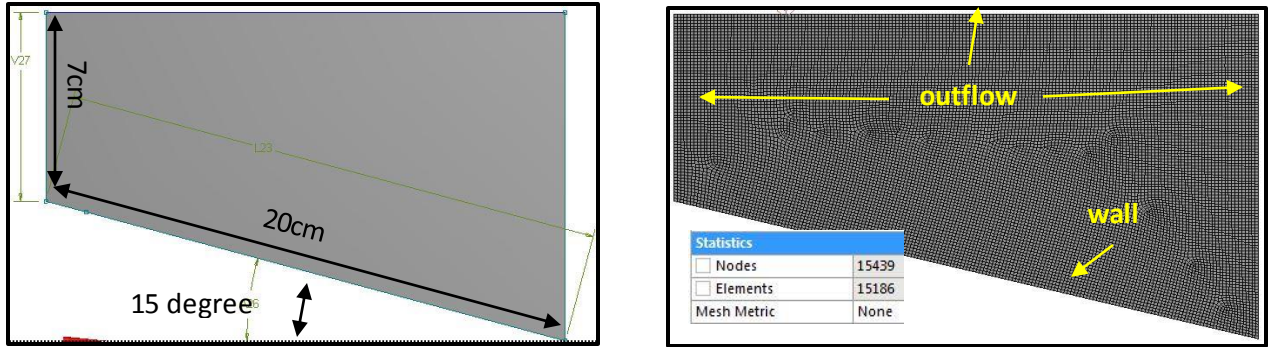 V27
7cm
L23
20cm
15 degree
outflow
wall
Statistics
Nodes 15439
Elements 15186
Mesh Metric None